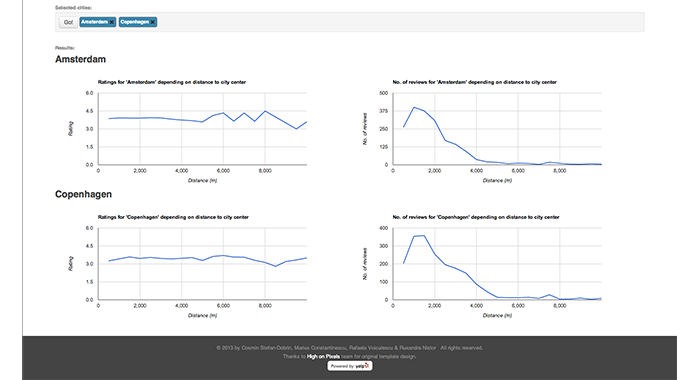 Selected cities:
Go! Amsterdam × Copenhagen ×
Results:
Amsterdam
Ratings for 'Amsterdam' depending on distance to city center
6.0
4.5
3.0
1.5
0.0
Rating
0 2,000 4,000 6,000 8,000
Distance (m)
No. of reviews for 'Amsterdam' depending on distance to city center
500
375
250
125
0
No. of reviews
0 2,000 4,000 6,000 8,000
Distance (m)
Copenhagen
Ratings for 'Copenhagen' depending on distance to city center
6.0
4.5
3.0
1.5
0.0
Rating
0 2,000 4,000 6,000 8,000
Distance (m)
No. of reviews for 'Copenhagen' depending on distance to city center
400
300
200
100
0
No. of reviews
0 2,000 4,000 6,000 8,000
Distance (m)
© 2013 by Cosmin Stefan-Dobrin, Marius Constantinescu, Rafaela Voiculescu & Ruxandra Nistor · All rights reserved.
Thanks to High on Pixels team for original template design.
Powered by yelp